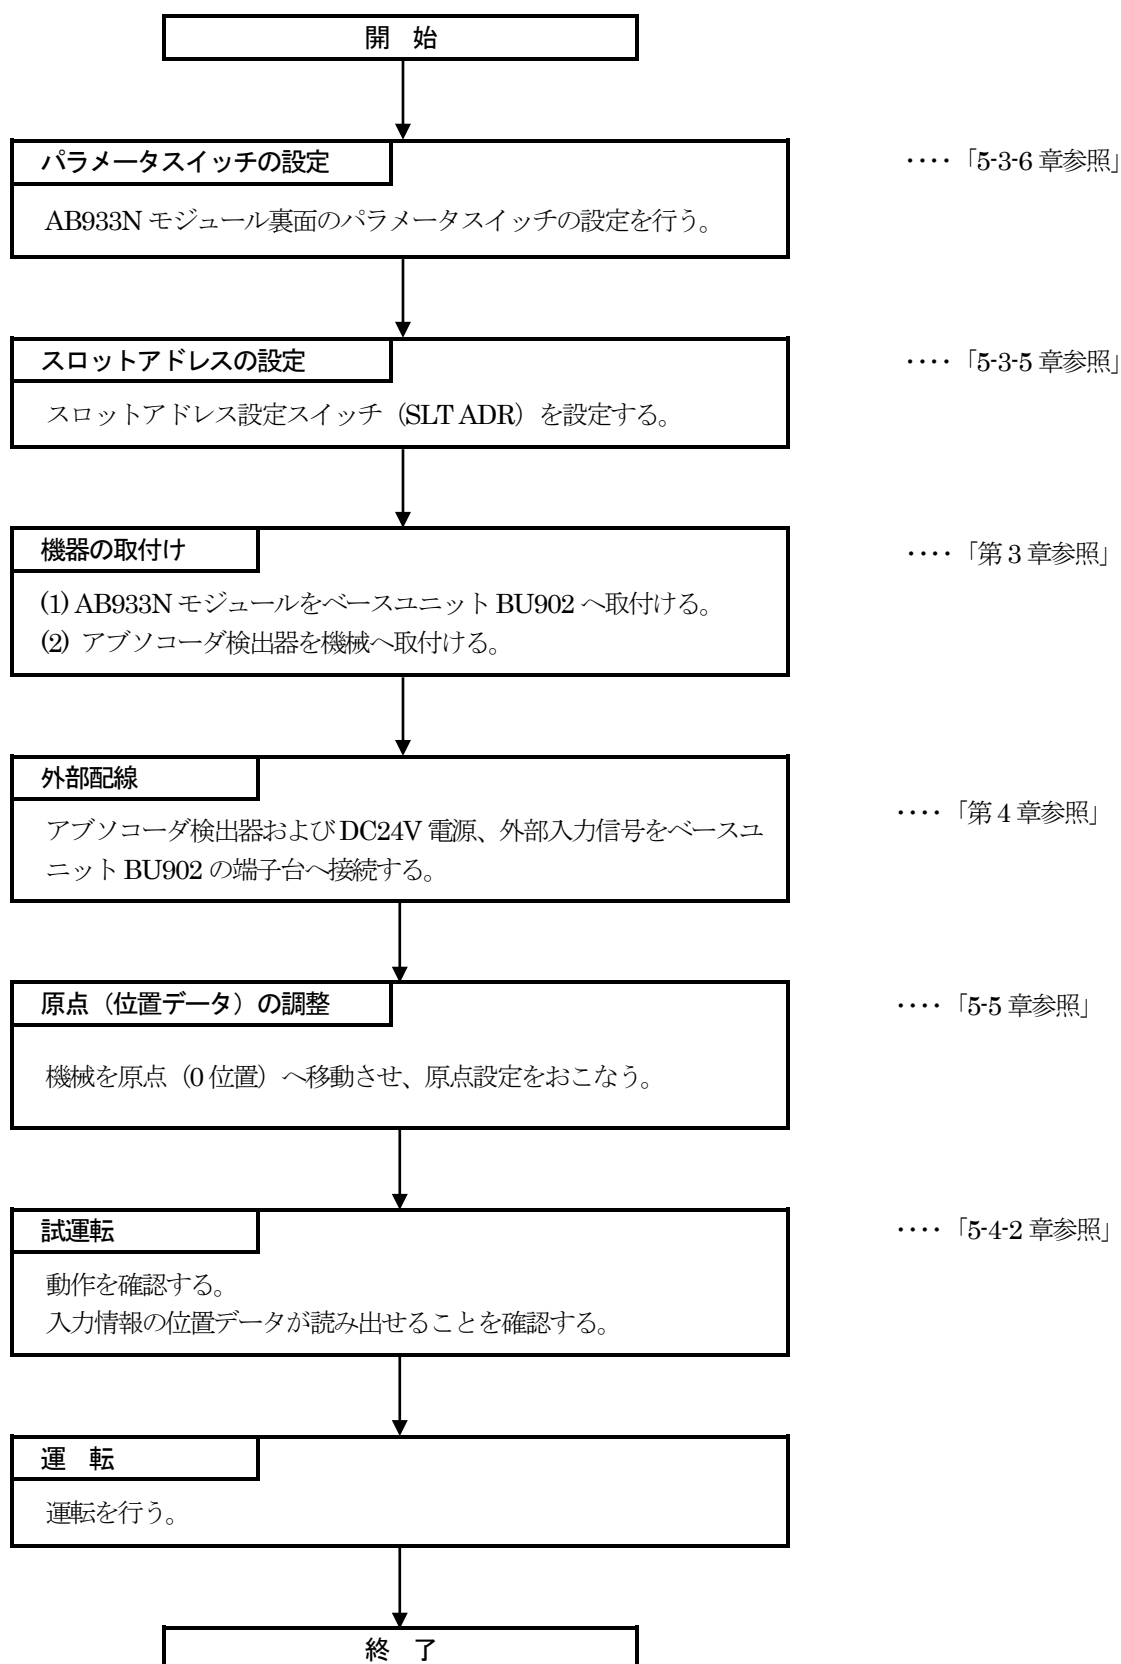 開　始
パラメータスイッチの設定
・・・・「5-3-6 章参照」
AB933N モジュール裏面のパラメータスイッチの設定を行う。
スロットアドレスの設定
・・・・「5-3-5 章参照」
スロットアドレス設定スイッチ（SLT ADR）を設定する。
機器の取付け
・・・・「第 3 章参照」
(1) AB933N モジュールをベースユニット BU902 へ取付ける。
(2) アブソコーダ検出器を機械へ取付ける。
外部配線
・・・・「第 4 章参照」
アブソコーダ検出器および DC24V 電源、外部入力信号をベースユ
ニット BU902 の端子台へ接続する。
原点（位置データ）の調整
・・・・「5-5 章参照」
機械を原点（0 位置）へ移動させ、原点設定をおこなう。
試運転
・・・・「5-4-2 章参照」
動作を確認する。
入力情報の位置データが読み出せることを確認する。
運　転
運転を行う。
終　了